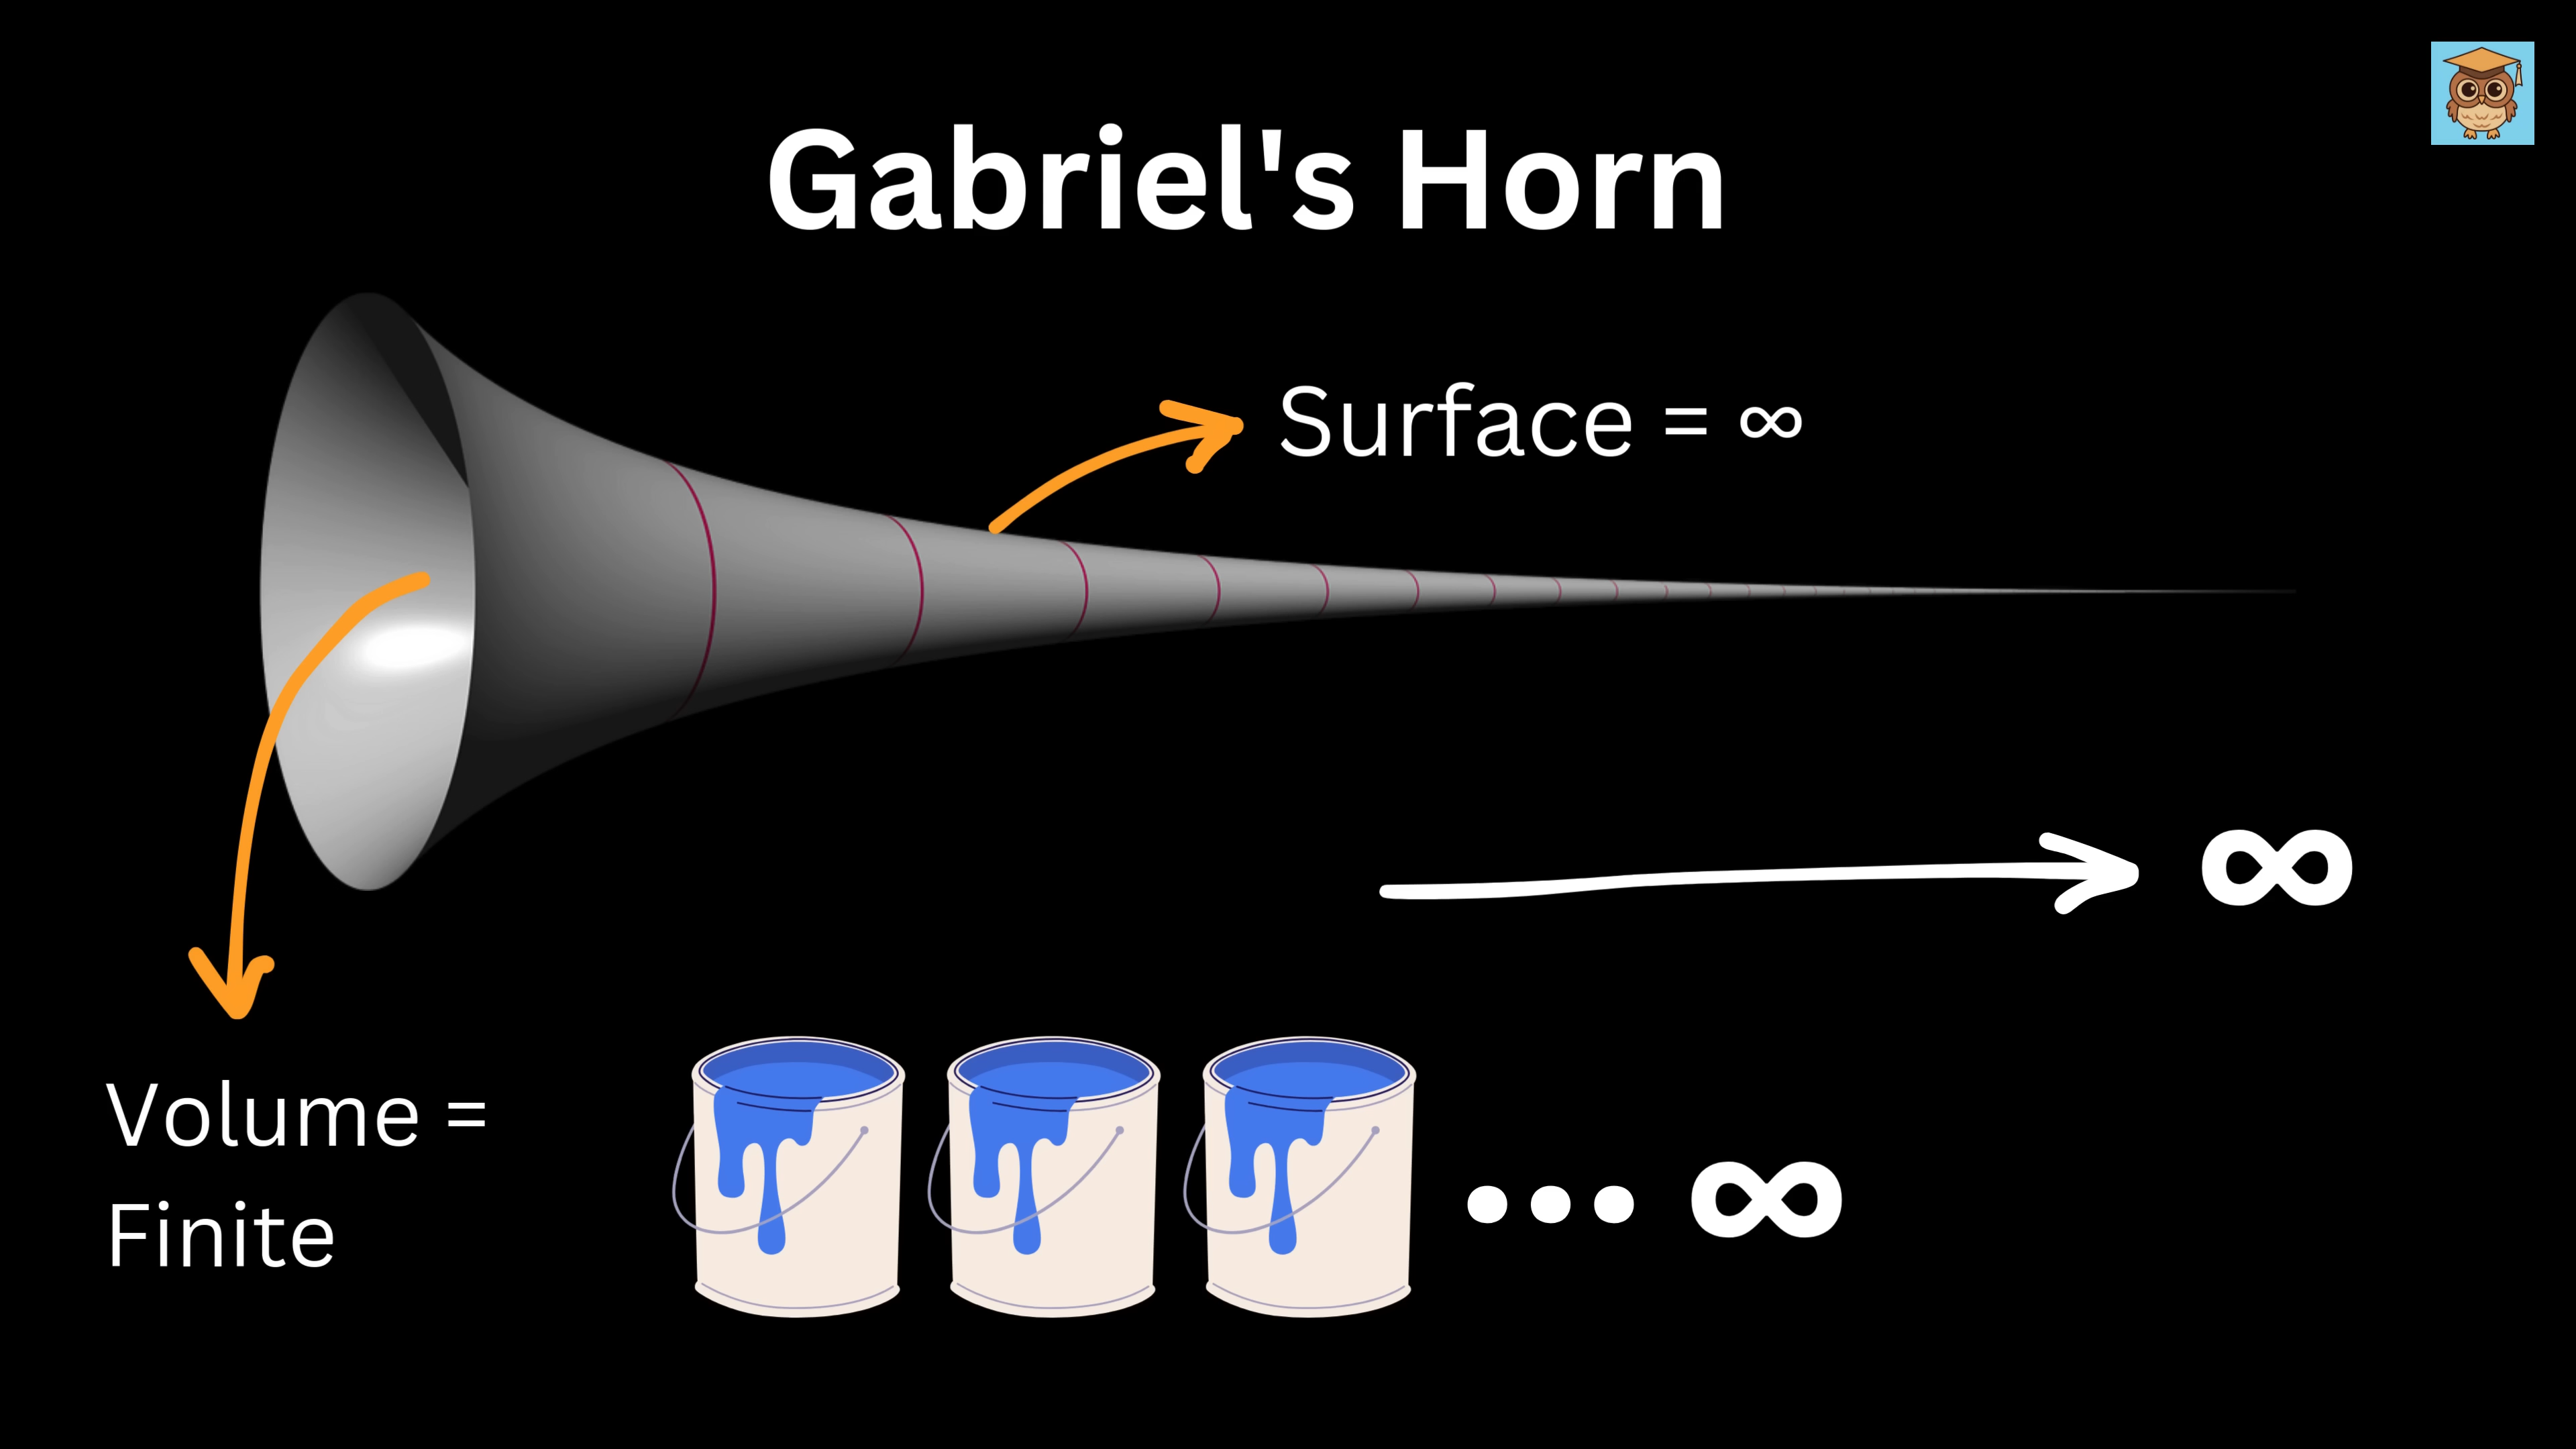 Gabriel's Horn
Surface = ∞
∞
Volume =
Finite
... ∞